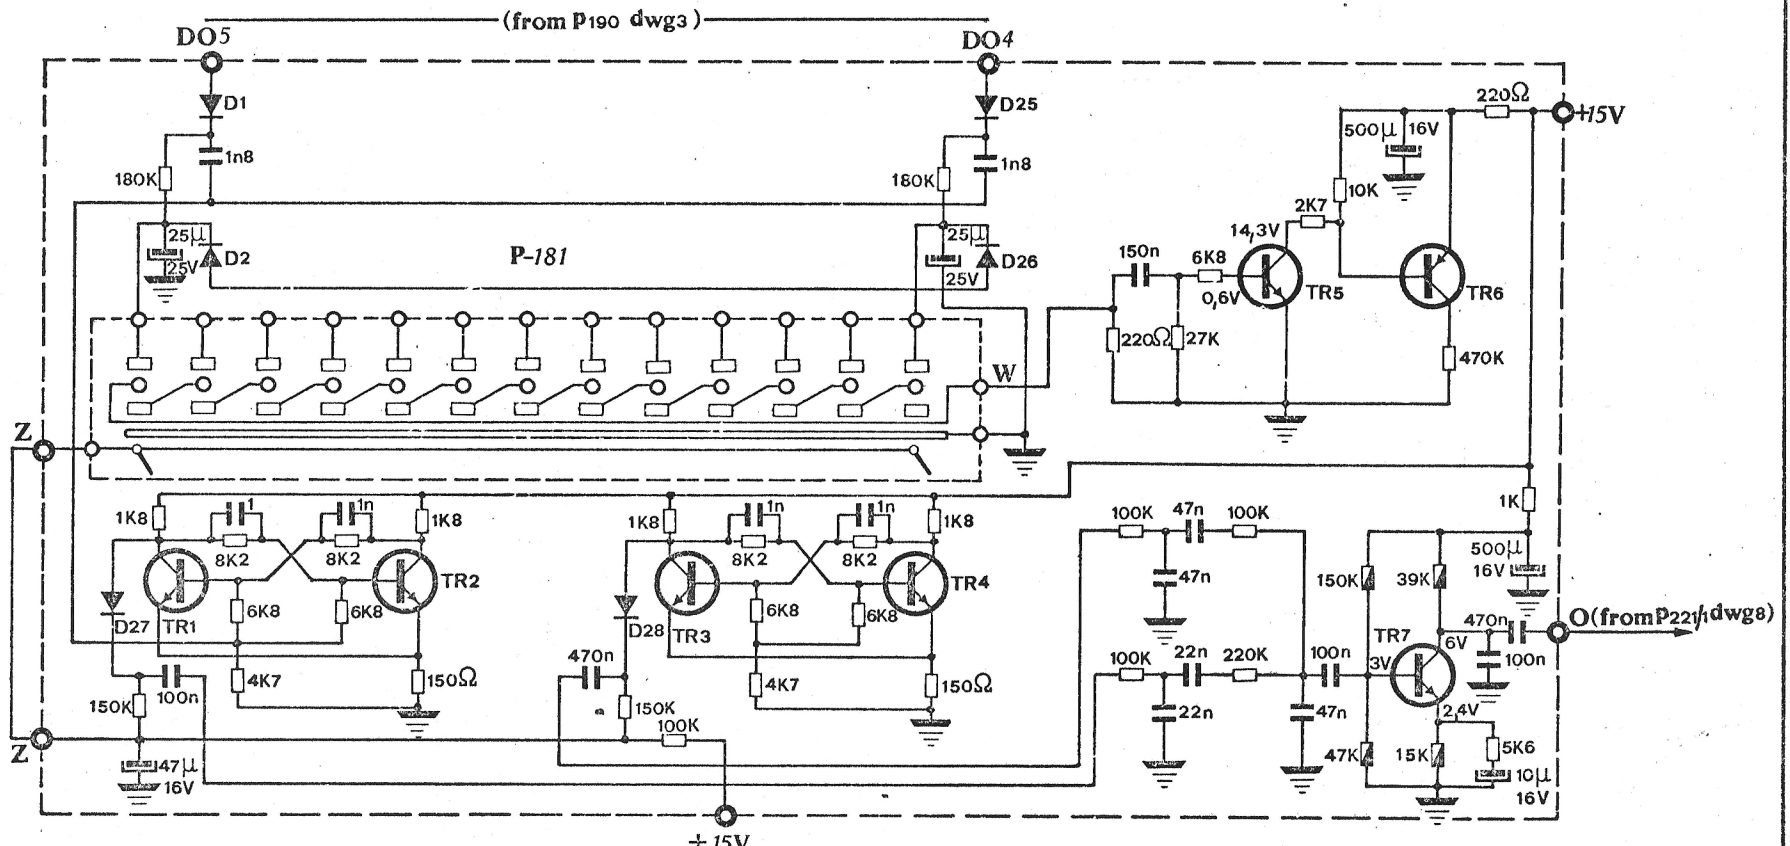 (from p190 dwg3)
DO5
DO4
D1
D25
220Ω
+15V
500µ 16V
1n8
1n8
180K
180K
10K
2K7
25µ
25V
D2
P-181
25µ
25V
D26
14,3V
150n
6K8
0,6V
TR5
TR6
220Ω
27K
470K
W
Z
1K8
1
1n
1K8
1K8
1n
1n
1K8
1K
8K2
8K2
8K2
8K2
100K
47n
100K
500µ
16V
TR2
TR4
47n
150K
39K
D27
TR1
6K8
6K8
D28
TR3
6K8
6K8
TR7
470n
O(from p221/1 dwg8)
6V
3V
100n
470n
100K
22n
220K
100n
100n
4K7
150Ω
4K7
150Ω
150K
150K
100K
22n
47n
2,4V
Z
47K
15K
5K6
47µ
16V
10µ
16V
+15V